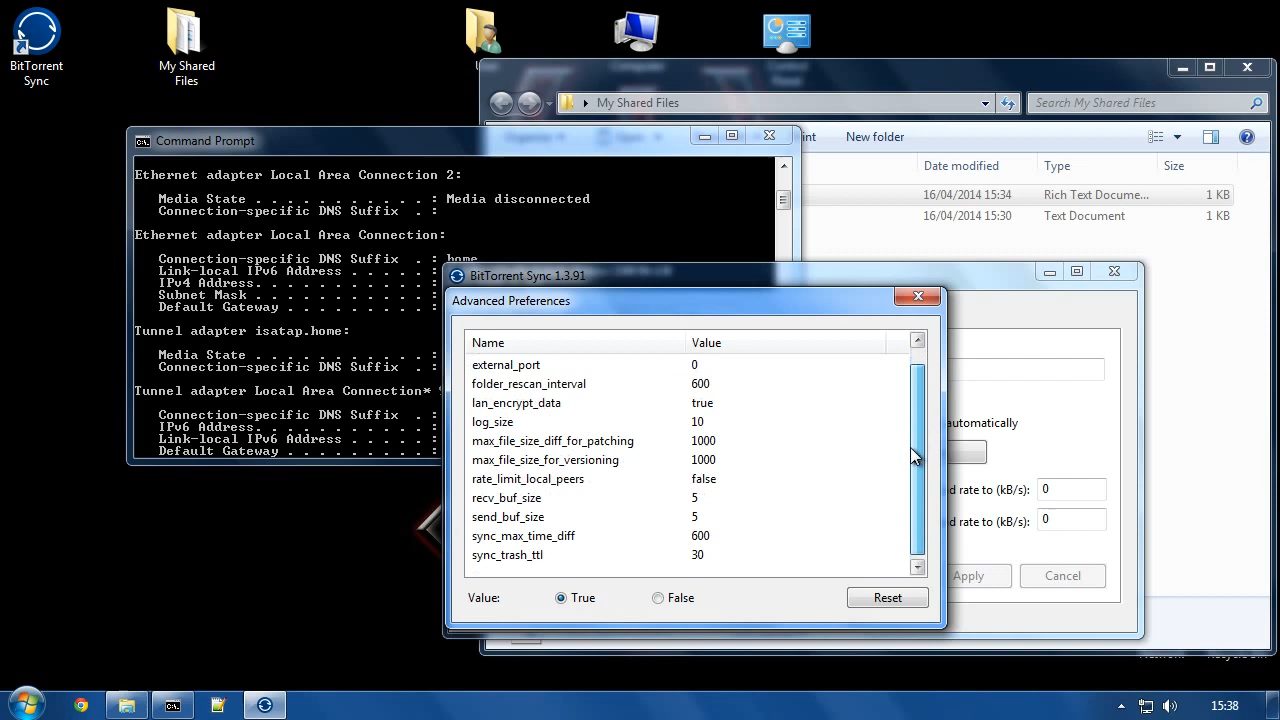 BitTorrent
Sync
My Shared
Files
My Shared Files
Search My Shared Files
New folder
Date modified
Type
Size
16/04/2014 15:34
Rich Text Docume...
1 KB
16/04/2014 15:30
Text Document
1 KB
Command Prompt
Ethernet adapter Local Area Connection 2:
Media State . . . . . . . . . . . : Media disconnected
Connection-specific DNS Suffix  . :
Ethernet adapter Local Area Connection:
Connection-specific DNS Suffix  . : home
Link-local IPv6 Address . . . . . :
IPv4 Address. . . . . . . . . . . :
Subnet Mask . . . . . . . . . . . :
Default Gateway . . . . . . . . . :
Tunnel adapter isatap.home:
Media State . . . . . . . . . . . :
Connection-specific DNS Suffix  . :
Tunnel adapter Local Area Connection*
Connection-specific DNS Suffix  . :
IPv6 Address. . . . . . . . . . . :
Link-local IPv6 Address . . . . . :
Default Gateway . . . . . . . . . :
BitTorrent Sync 1.3.91
Advanced Preferences
Name Value
external_port 0
folder_rescan_interval 600
lan_encrypt_data true
log_size 10
max_file_size_diff_for_patching 1000
max_file_size_for_versioning 1000
rate_limit_local_peers false
recv_buf_size 5
send_buf_size 5
sync_max_time_diff 600
sync_trash_ttl 30
Value: True False Reset
automatically
d rate to (kB/s): 0
d rate to (kB/s): 0
Apply Cancel
15:38